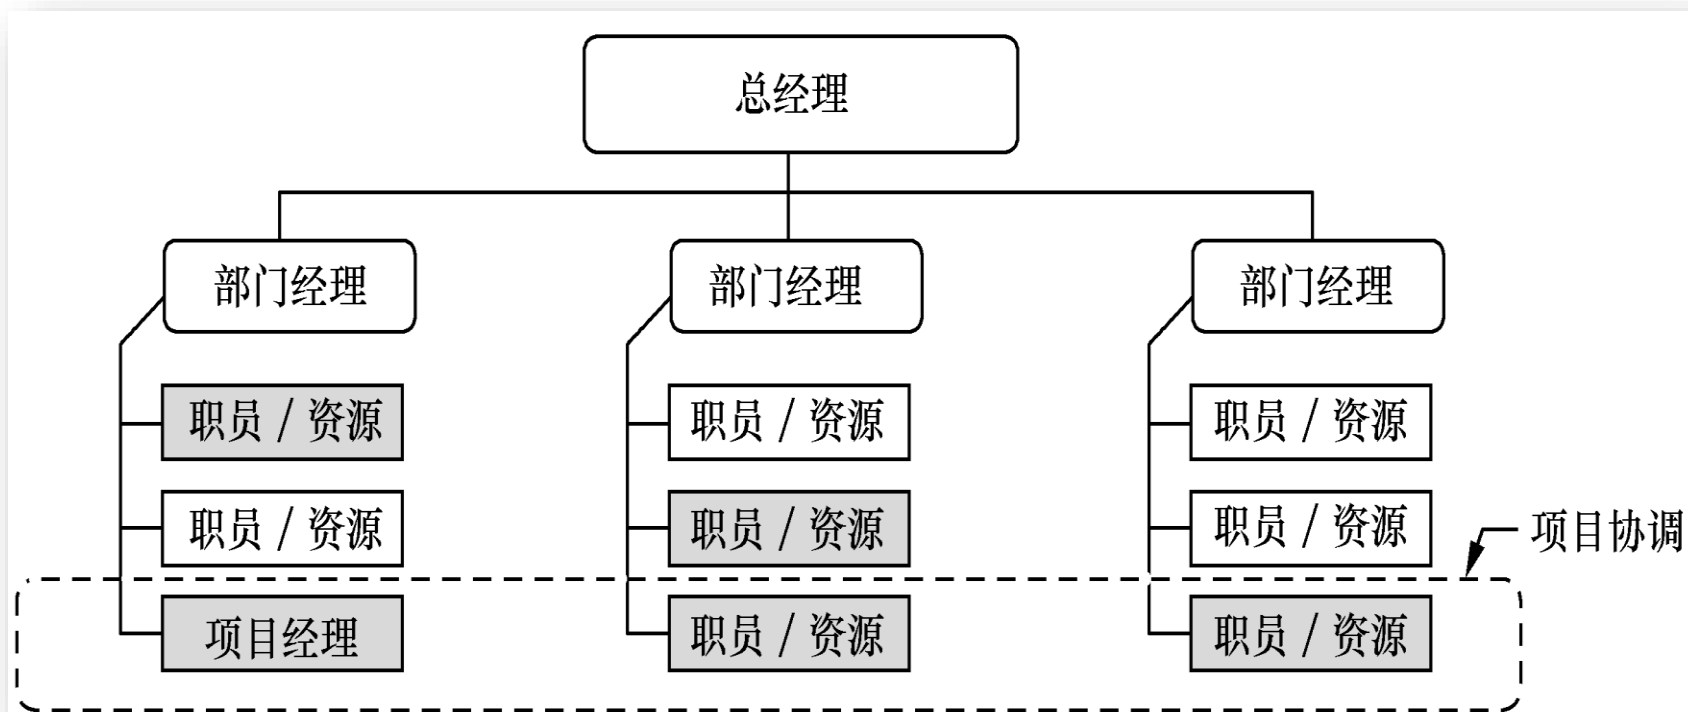 总经理
部门经理 部门经理 部门经理
职员 / 资源 职员 / 资源 职员 / 资源
职员 / 资源 职员 / 资源 职员 / 资源
项目协调
项目经理 职员 / 资源 职员 / 资源